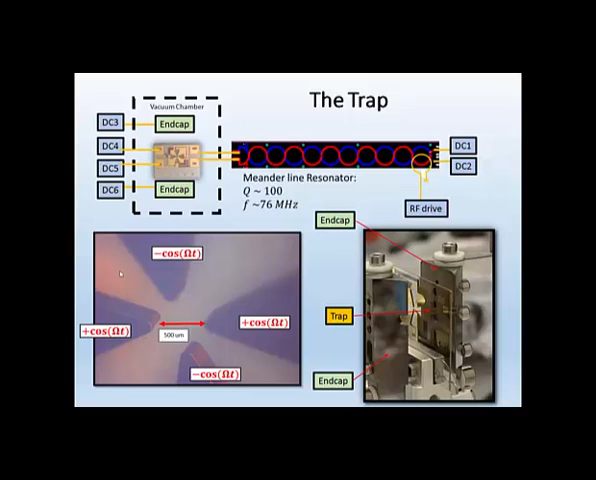 The Trap
Vacuum Chamber
DC3
Endcap
DC4
DC5
DC6
Endcap
DC1
DC2
Meander line Resonator:
Q ~ 100
f ~76 MHz
RF drive
Endcap
−cos(Ωt)
+cos(Ωt)
500 um
+cos(Ωt)
−cos(Ωt)
Trap
Endcap